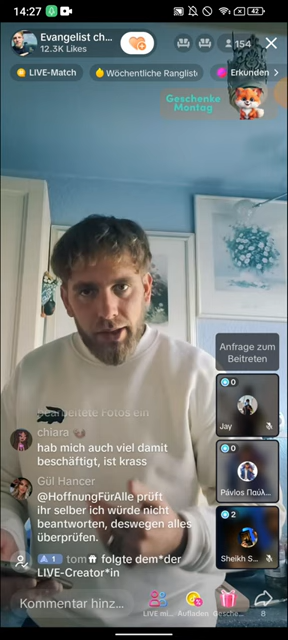 14:27
42
Evangelist ch...
12.3K Likes
154
LIVE-Match
Wöchentliche Ranglist
Erkunden
Geschenke
Montag
Anfrage zum
Beitreten
0
Jay
0
Pávlos Παύλ...
2
Sheikh S...
bearbeitete Fotos ein
chiara
hab mich auch viel damit
beschäftigt, ist krass
Gül Hancer
@HoffnungFürAlle prüft
ihr selber ich würde nicht
beantworten, deswegen alles
überprüfen.
1 tom folgte dem*der
LIVE-Creator*in
Kommentar hinz...
LIVE mi...
Aufladen
Gesche...
8